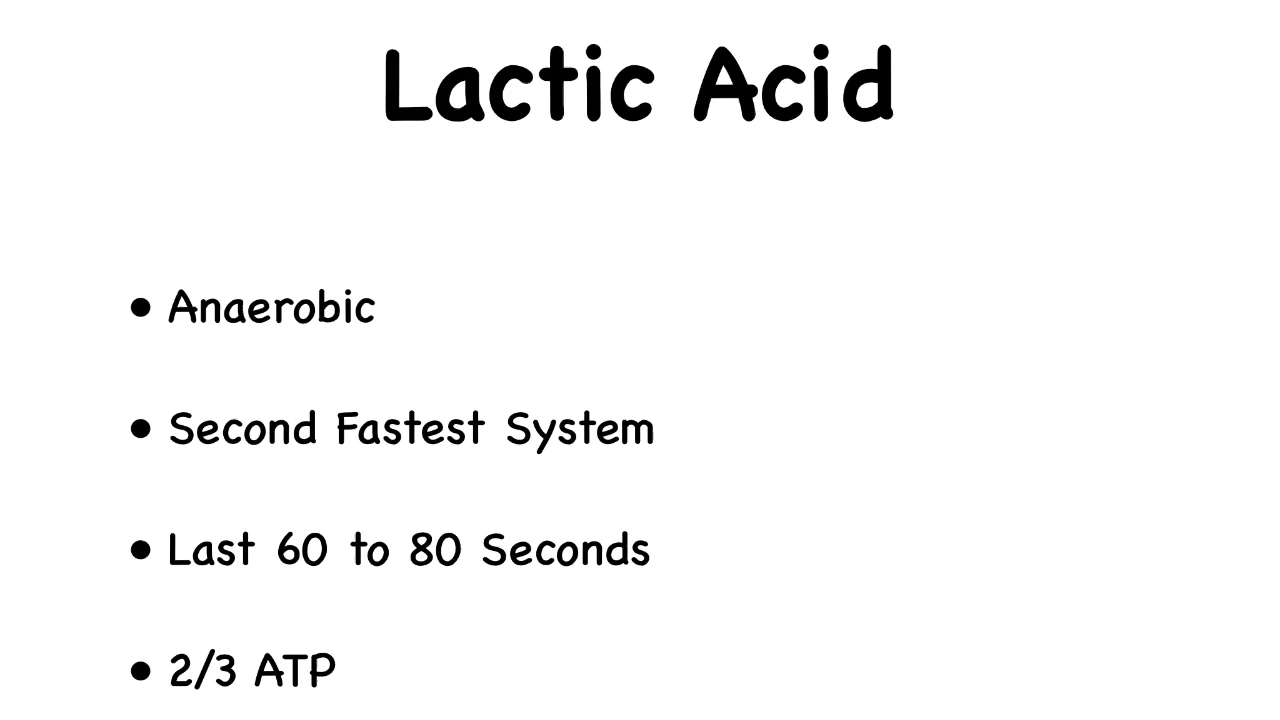 Lactic Acid
• Anaerobic
• Second Fastest System
• Last 60 to 80 Seconds
• 2/3 ATP